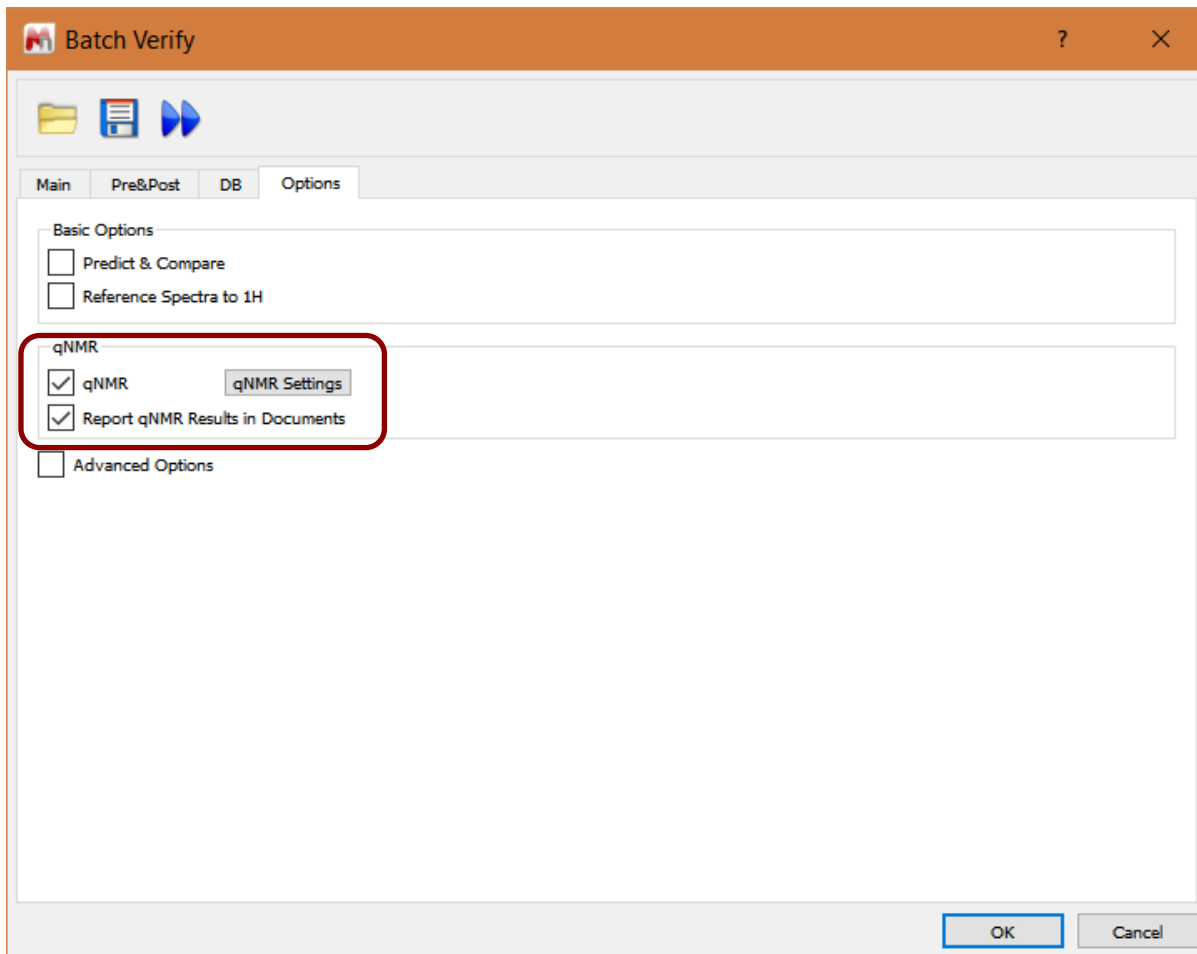 Batch Verify ?
Main Pre&Post DB Options
Basic Options
Predict & Compare
Reference Spectra to 1H
qNMR
qNMR qNMR Settings
Report qNMR Results in Documents
Advanced Options
OK Cancel